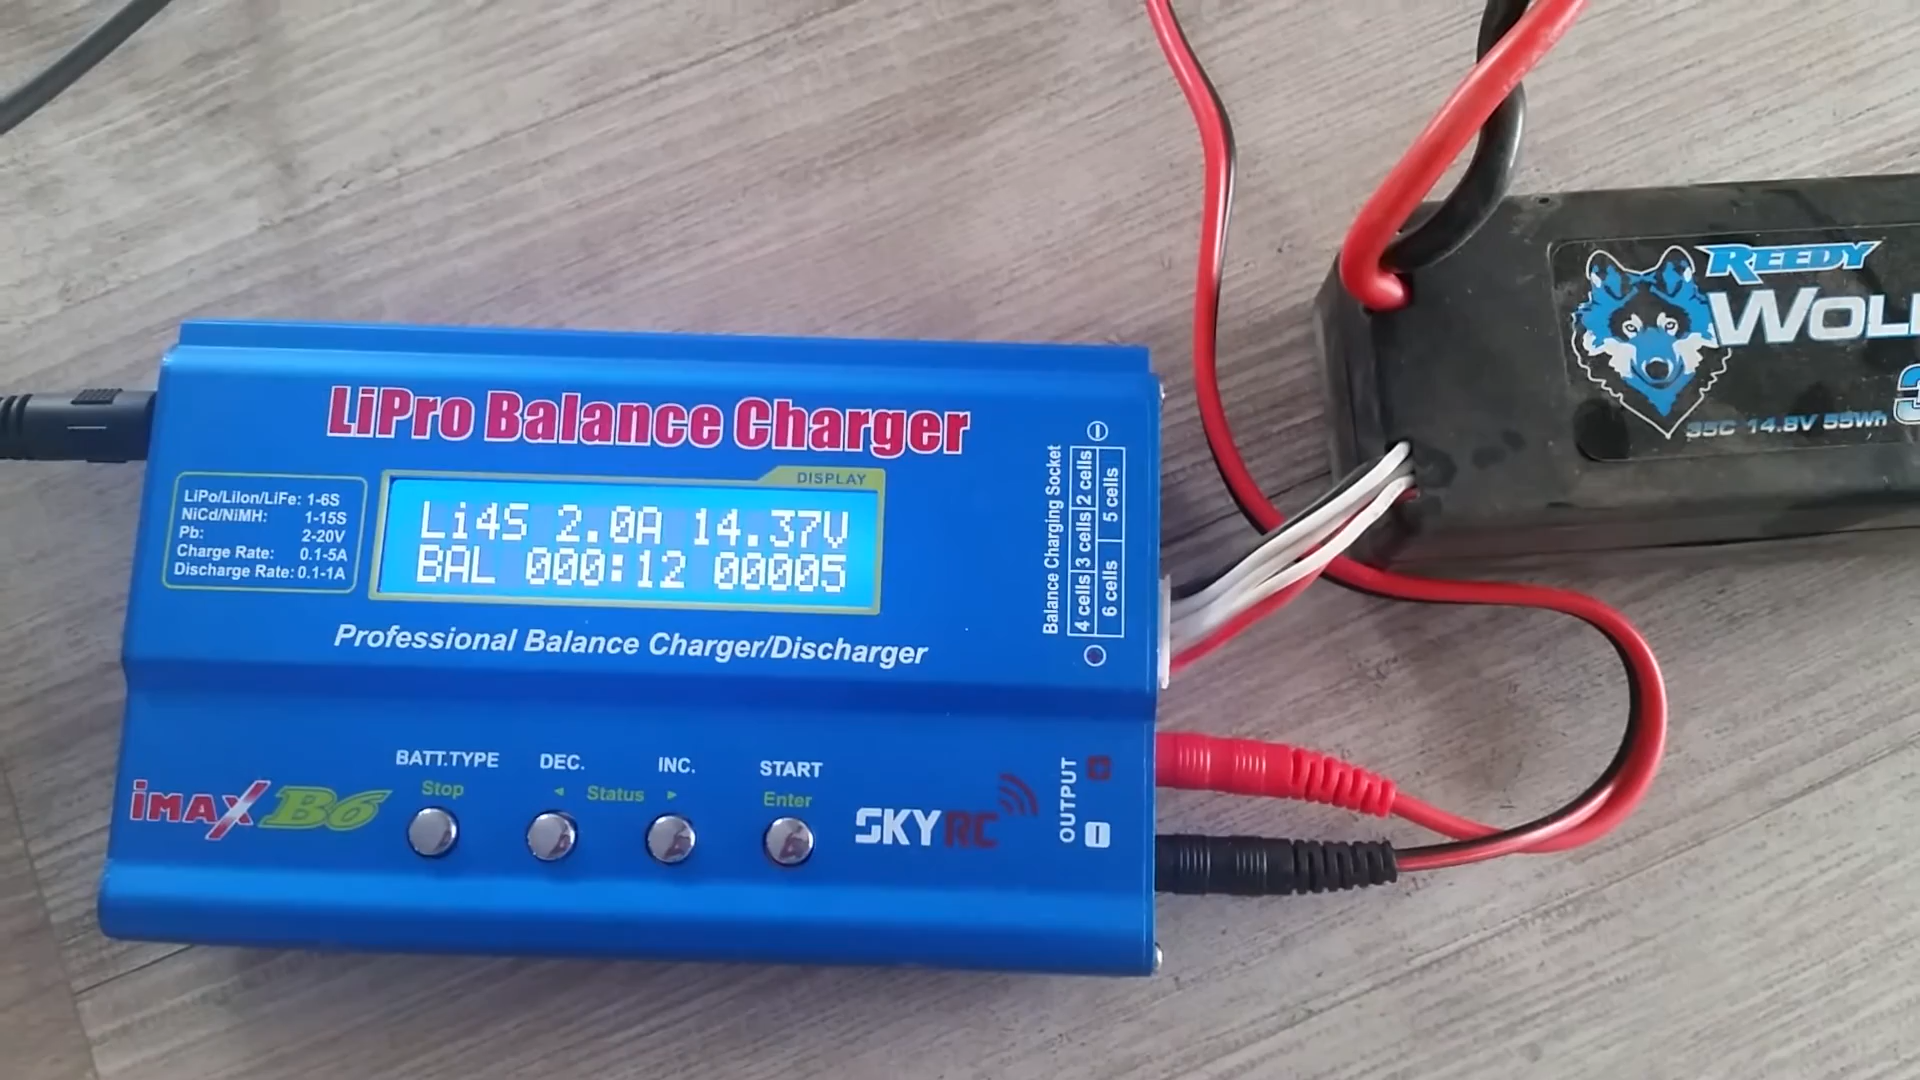 LiPro Balance Charger
DISPLAY
Li4S 2.0A 14.37V
BAL 000:12 00005
LiPo/LiIon/LiFe: 1-6S
NiCd/NiMH: 1-15S
Pb: 2-20V
Charge Rate: 0.1-5A
Discharge Rate: 0.1-1A
Professional Balance Charger/Discharger
Balance Charging Socket
4 cells 3 cells 2 cells
6 cells 5 cells
BATT.TYPE DEC. INC. START
Stop ◄ Status ► Enter
iMAX B6
SKYRC
OUTPUT
+
−
REEDY
WOL
35C 14.8V 55Wh